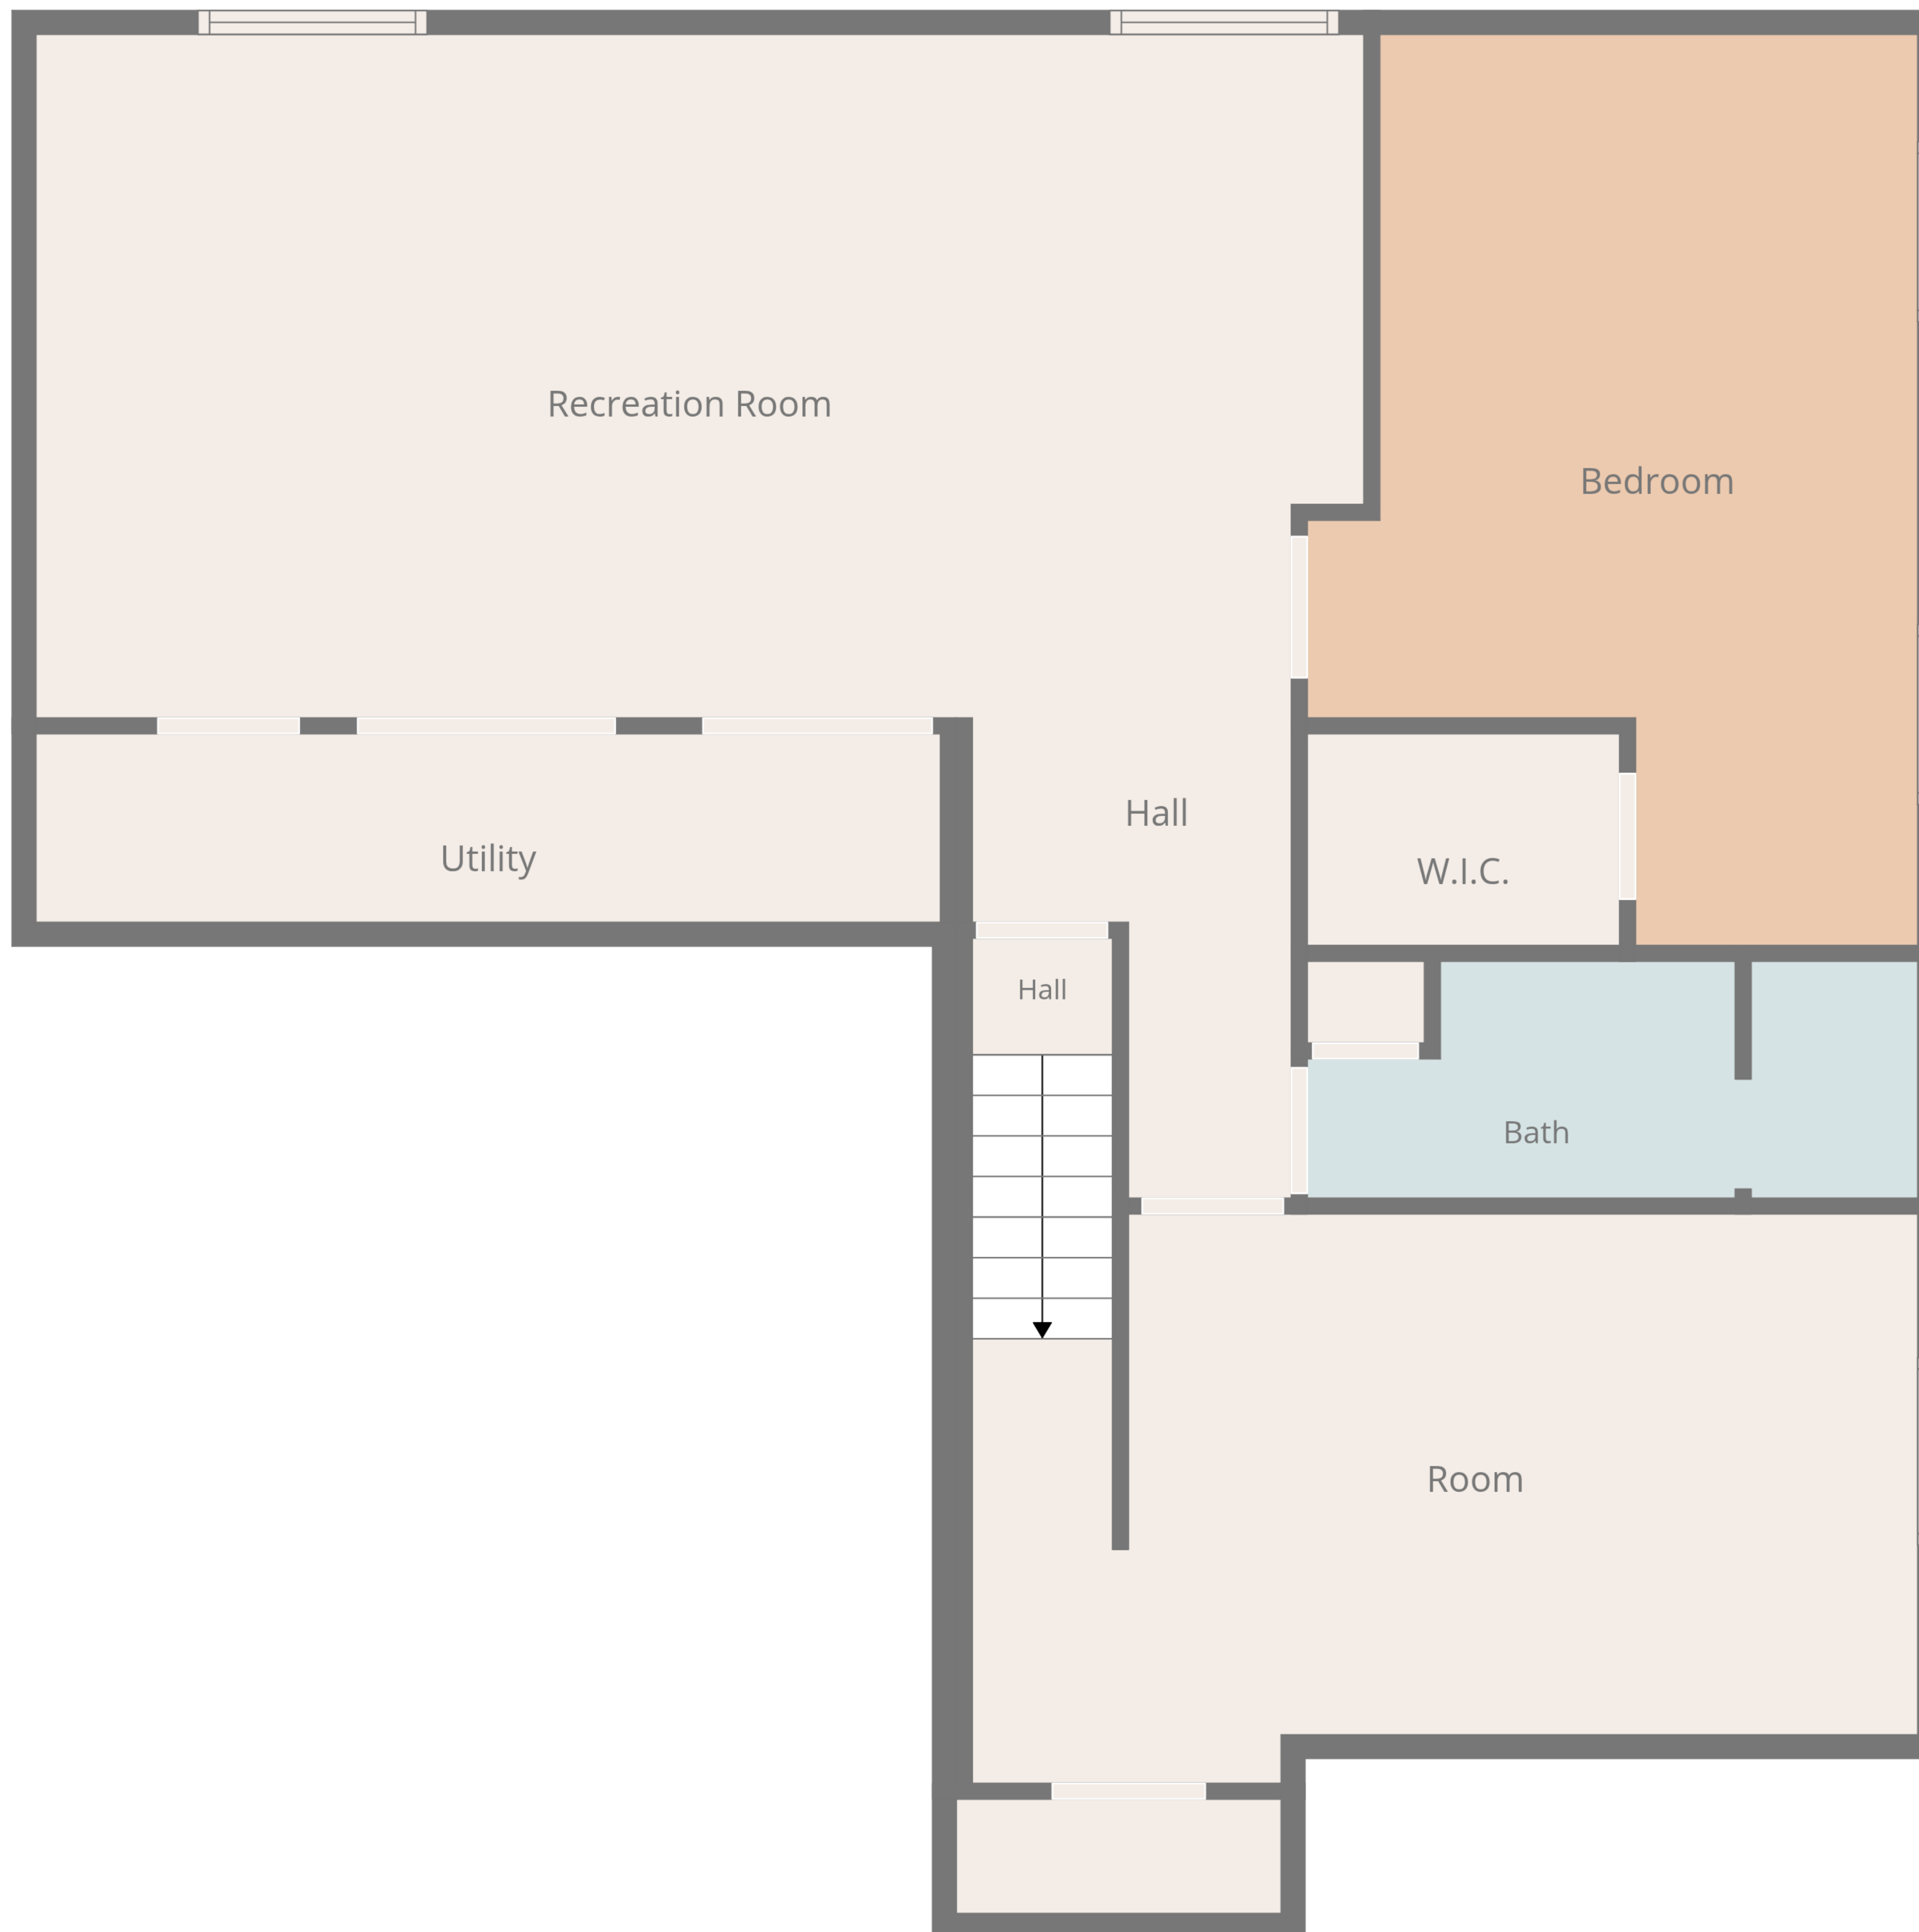 Recreation Room
Bedroom
Hall
Utility
W.I.C.
Hall
Bath
Room